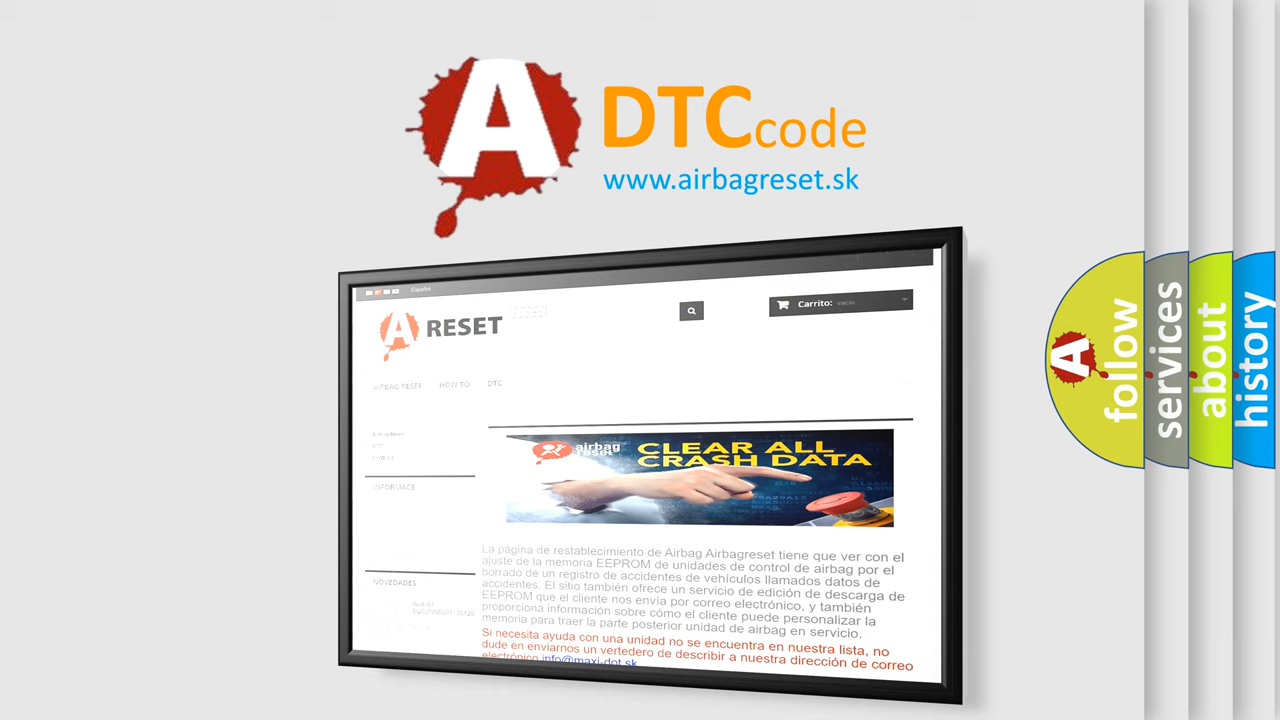 A
DTCcode
www.airbagreset.sk
Español
A RESET
Carrito: vacío
AIRBAG RESET HOW TO DTC
INFORMACE
NOVEDADES
airbag
reset
CLEAR ALL
CRASH DATA
La página de restablecimiento de Airbag Airbagreset tiene que ver con el
ajuste de la memoria EEPROM de unidades de control de airbag por el
borrado de un registro de accidentes de vehículos llamados datos de
accidentes. El sitio también ofrece un servicio de edición de descarga de
EEPROM que el cliente nos envía por correo electrónico, y también
proporciona información sobre cómo el cliente puede personalizar la
memoria para traer la parte posterior unidad de airbag en servicio.
Si necesita ayuda con una unidad no se encuentra en nuestra lista, no
dude en enviarnos un vertedero de describir a nuestra dirección de correo
electrónico info@maxi-dot.sk
A
follow
services
about
history